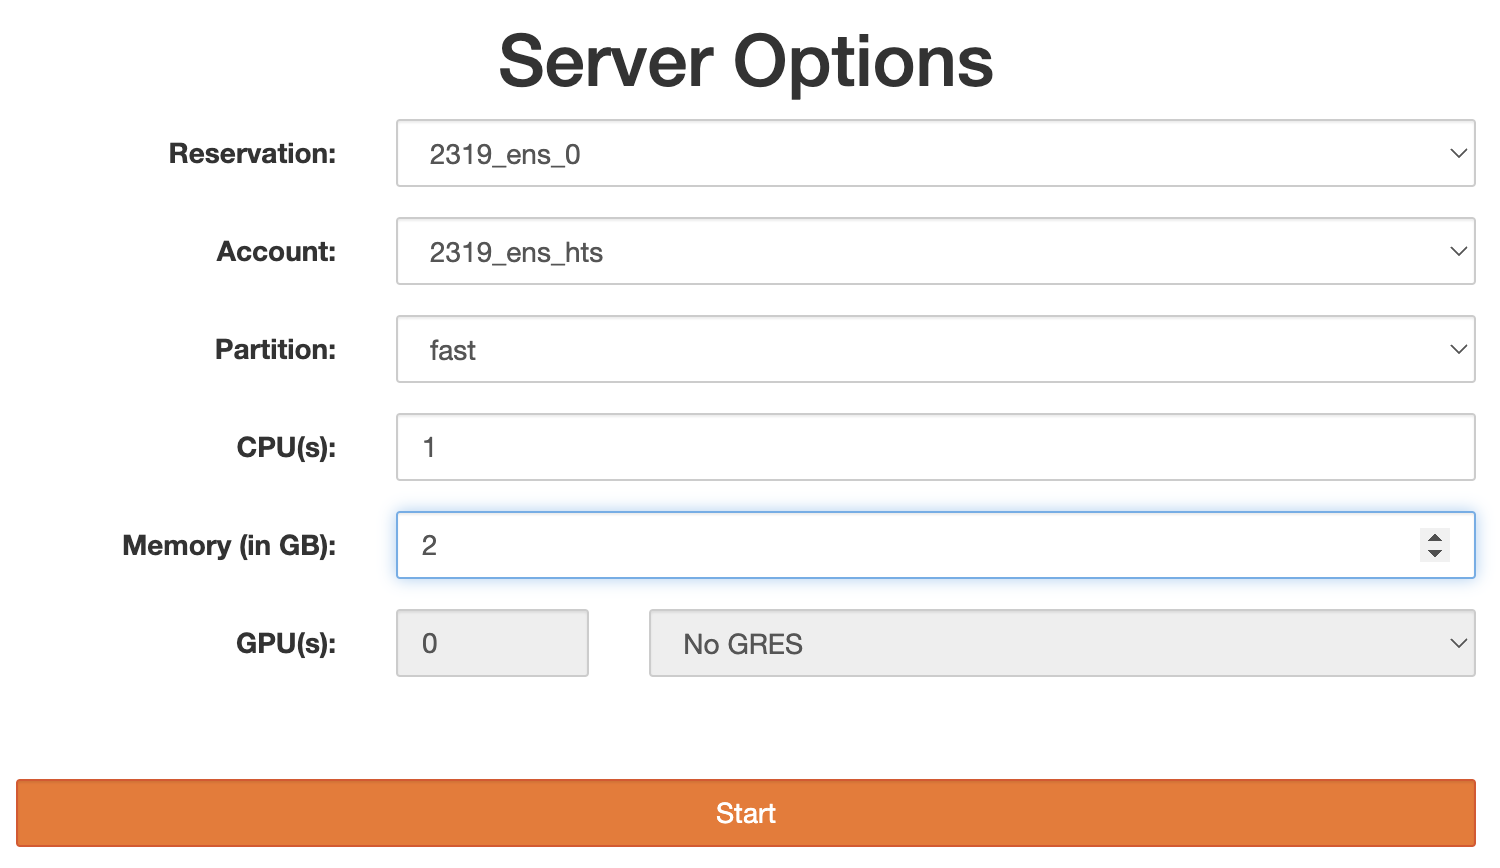 Server Options
Reservation: 2319_ens_0
Account: 2319_ens_hts
Partition: fast
CPU(s): 1
Memory (in GB): 2
GPU(s): 0 No GRES
Start